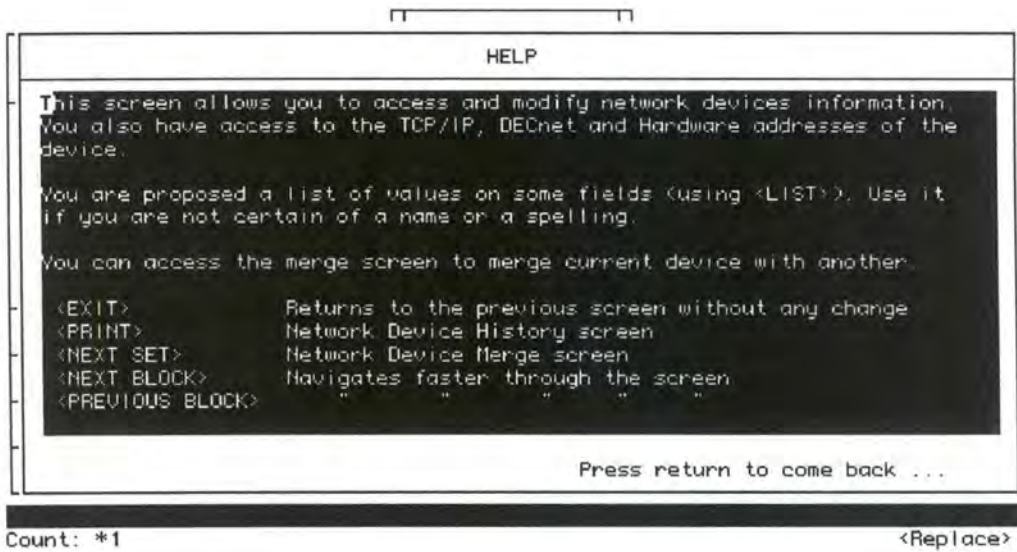 HELP
This screen allows you to access and modify network devices information.
You also have access to the TCP/IP, DECnet and Hardware addresses of the
device.
You are proposed a list of values on some fields (using <LIST>). Use it
if you are not certain of a name or a spelling.
You can access the merge screen to merge current device with another.
<EXIT> Returns to the previous screen without any change
<PRINT> Network Device History screen
<NEXT SET> Network Device Merge screen
<NEXT BLOCK> Navigates faster through the screen
<PREVIOUS BLOCK> " " " " "
Press return to come back ...
Count: *1 <Replace>